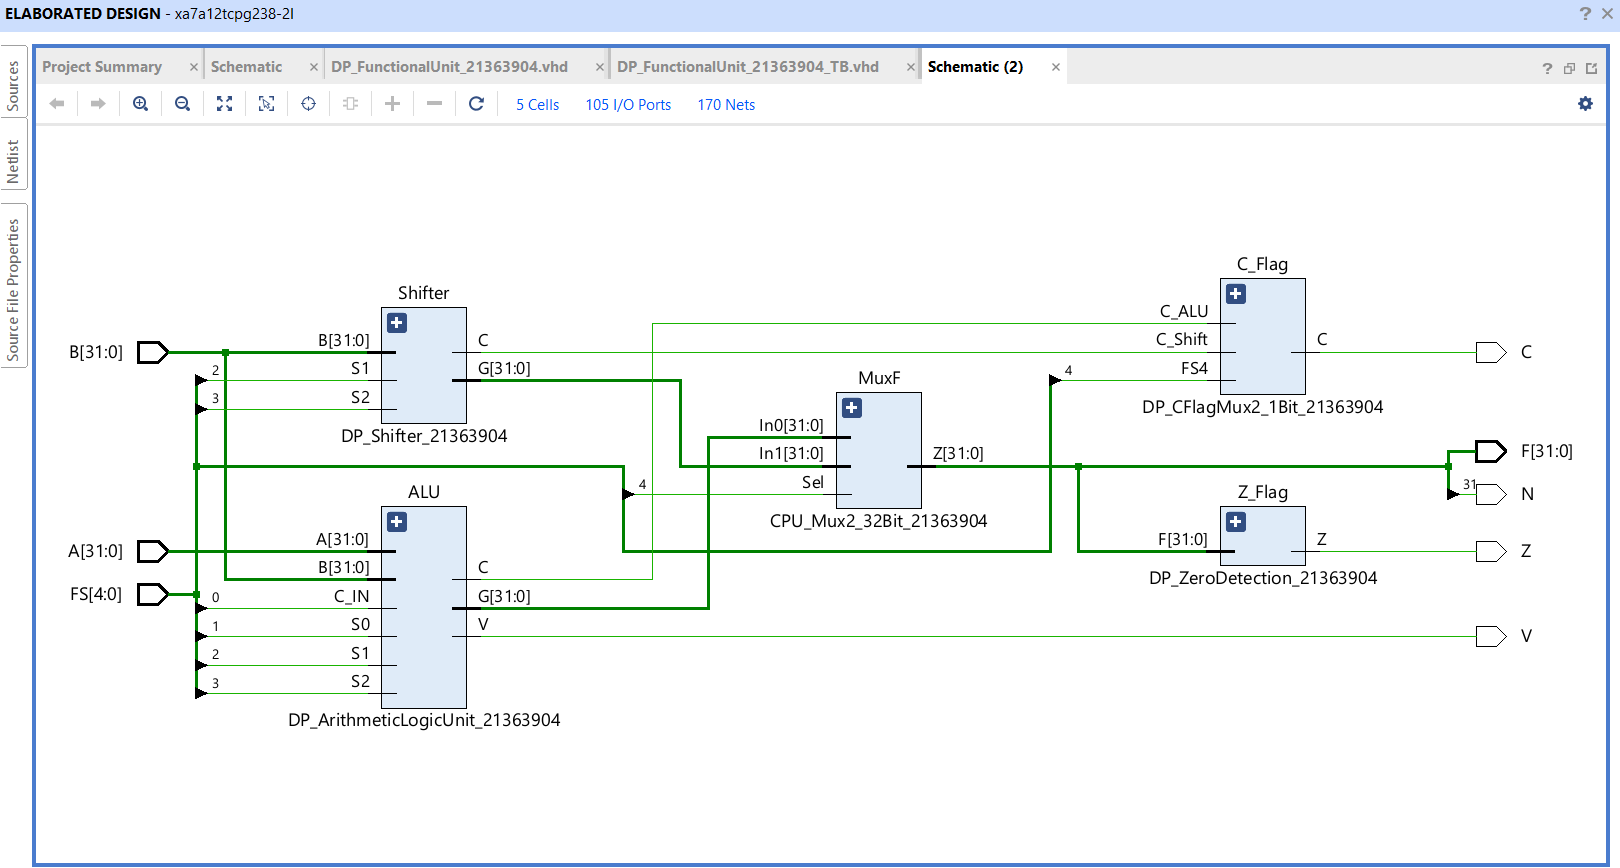 ELABORATED DESIGN - xa7a12tcpg238-2I
Sources
Netlist
Source File Properties
Project Summary
Schematic
DP_FunctionalUnit_21363904.vhd
DP_FunctionalUnit_21363904_TB.vhd
Schematic (2)
5 Cells
105 I/O Ports
170 Nets
Shifter
B[31:0]
B[31:0]
2
S1
3
S2
C
G[31:0]
DP_Shifter_21363904
ALU
A[31:0]
A[31:0]
B[31:0]
FS[4:0]
0
C_IN
1
S0
2
S1
3
S2
C
G[31:0]
V
DP_ArithmeticLogicUnit_21363904
MuxF
In0[31:0]
In1[31:0]
4
Sel
Z[31:0]
CPU_Mux2_32Bit_21363904
C_Flag
C_ALU
C_Shift
4
FS4
C
C
DP_CFlagMux2_1Bit_21363904
F[31:0]
31
N
Z_Flag
F[31:0]
Z
Z
DP_ZeroDetection_21363904
V